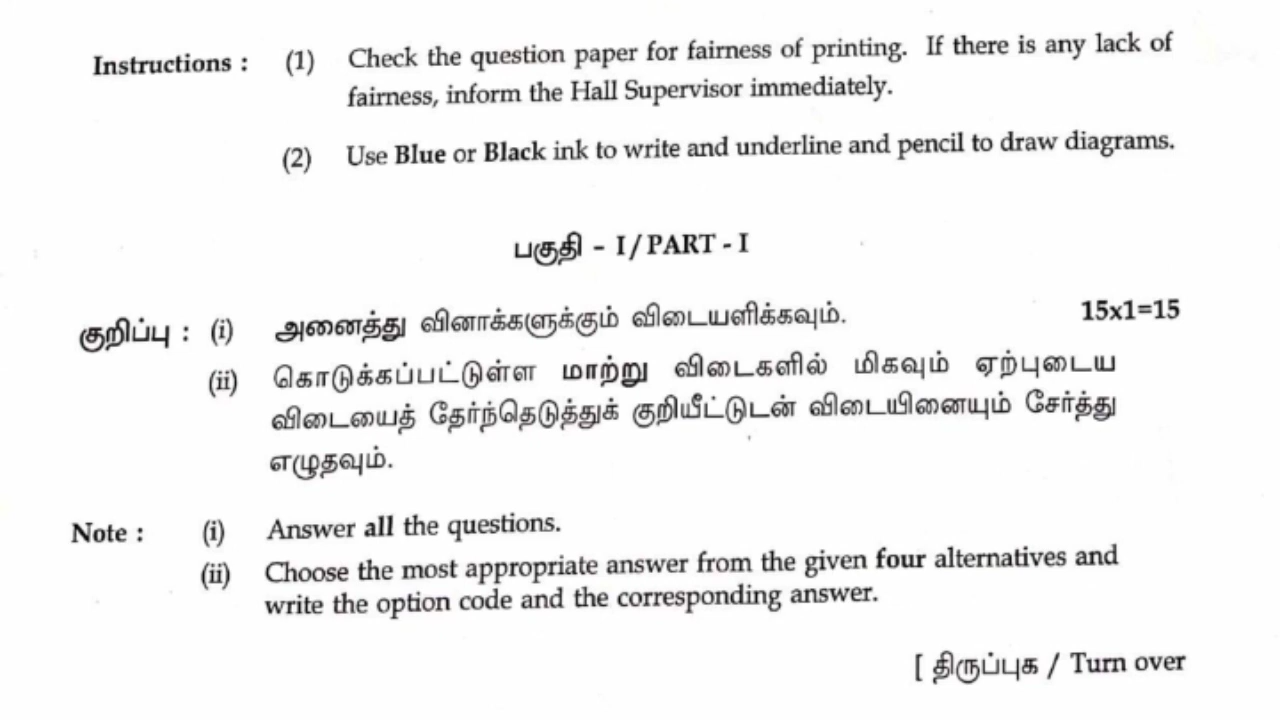 Instructions : (1) Check the question paper for fairness of printing. If there is any lack of
fairness, inform the Hall Supervisor immediately.
(2) Use Blue or Black ink to write and underline and pencil to draw diagrams.
பகுதி - I/PART - I
குறிப்பு : (i) அனைத்து வினாக்களுக்கும் விடையளிக்கவும். 15x1=15
(ii) கொடுக்கப்பட்டுள்ள மாற்று விடைகளில் மிகவும் ஏற்புடைய
விடையைத் தேர்ந்தெடுத்துக் குறியீட்டுடன் விடையினையும் சேர்த்து
எழுதவும்.
Note : (i) Answer all the questions.
(ii) Choose the most appropriate answer from the given four alternatives and
write the option code and the corresponding answer.
[ திருப்புக / Turn over